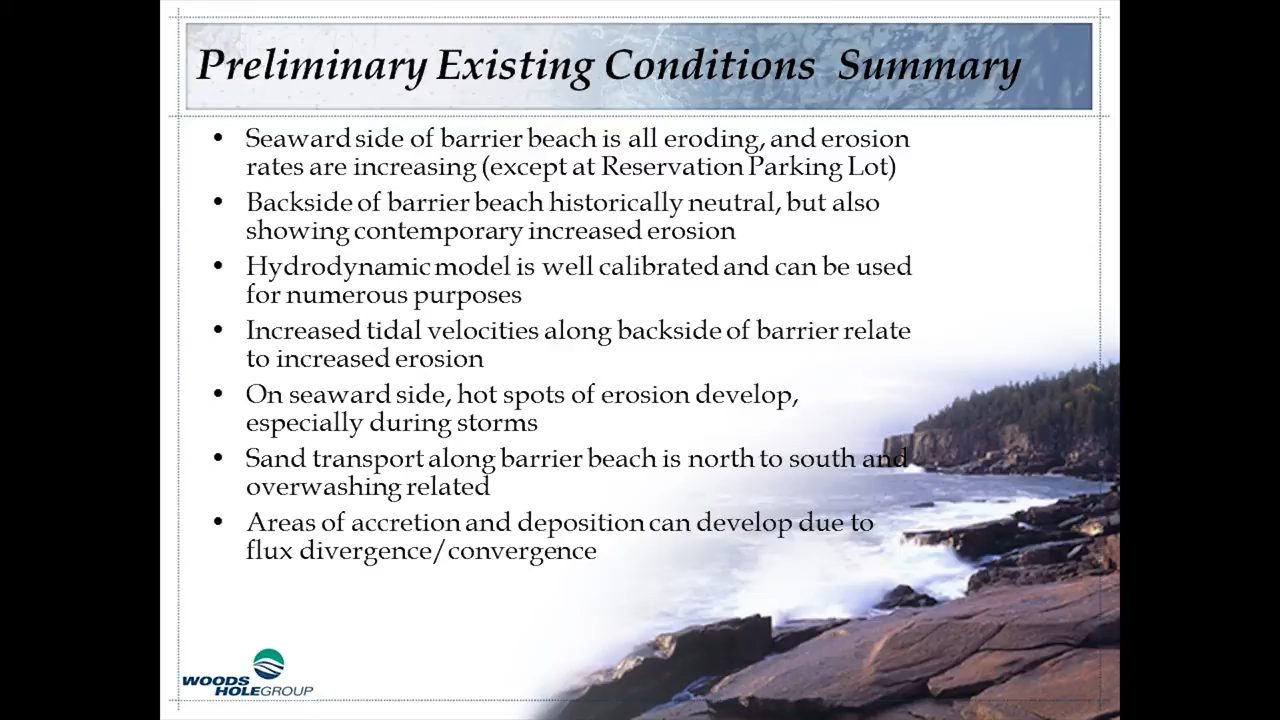 Preliminary Existing Conditions Summary
• Seaward side of barrier beach is all eroding, and erosion
rates are increasing (except at Reservation Parking Lot)
• Backside of barrier beach historically neutral, but also
showing contemporary increased erosion
• Hydrodynamic model is well calibrated and can be used
for numerous purposes
• Increased tidal velocities along backside of barrier relate
to increased erosion
• On seaward side, hot spots of erosion develop,
especially during storms
• Sand transport along barrier beach is north to south and
overwashing related
• Areas of accretion and deposition can develop due to
flux divergence/convergence
WOODS
HOLE GROUP